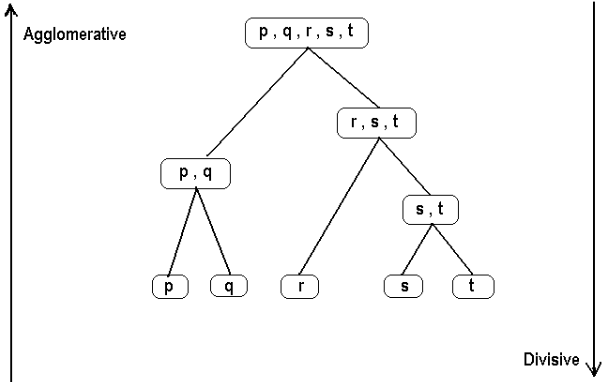 p , q , r , s , t
Agglomerative
r , s , t
p , q
s , t
p
q
r
s
t
Divisive